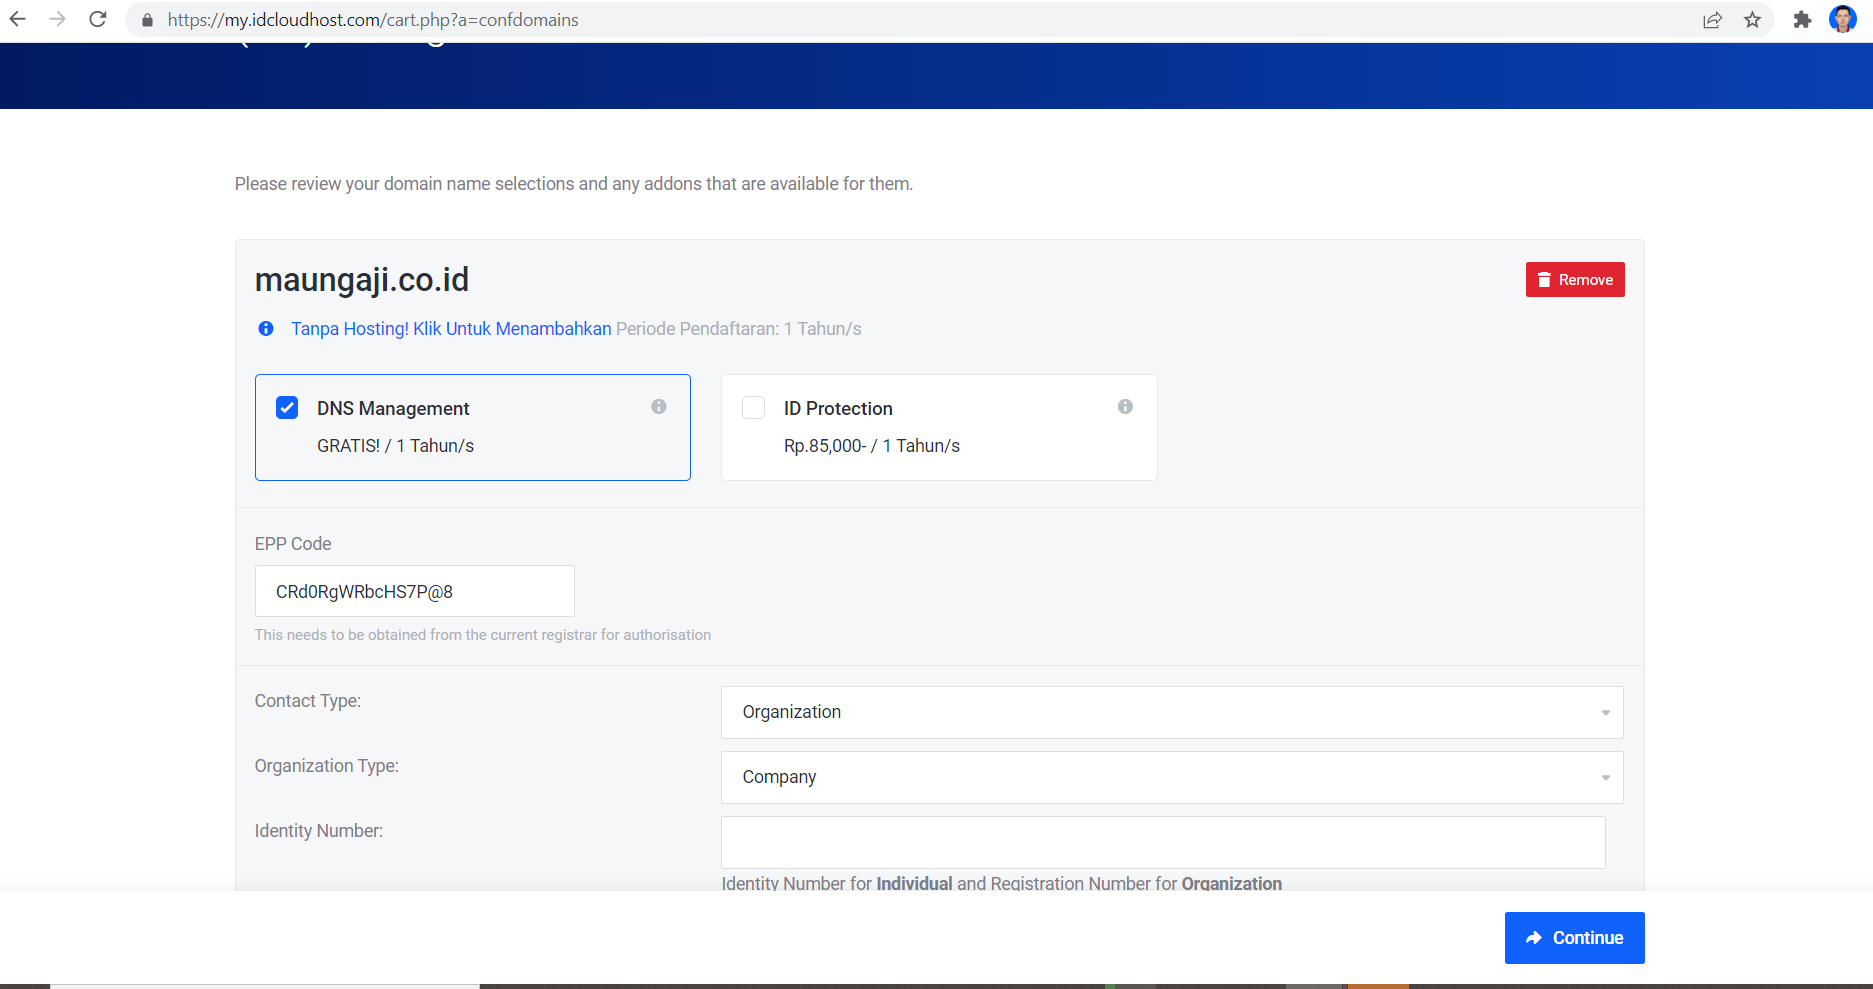 https://my.idcloudhost.com/cart.php?a=confdomains
Please review your domain name selections and any addons that are available for them.
maungaji.co.id
Remove
Tanpa Hosting! Klik Untuk Menambahkan Periode Pendaftaran: 1 Tahun/s
DNS Management
GRATIS! / 1 Tahun/s
ID Protection
Rp.85,000- / 1 Tahun/s
EPP Code
CRd0RgWRbcHS7P@8
This needs to be obtained from the current registrar for authorisation
Contact Type:
Organization
Organization Type:
Company
Identity Number:
Identity Number for Individual and Registration Number for Organization
Continue